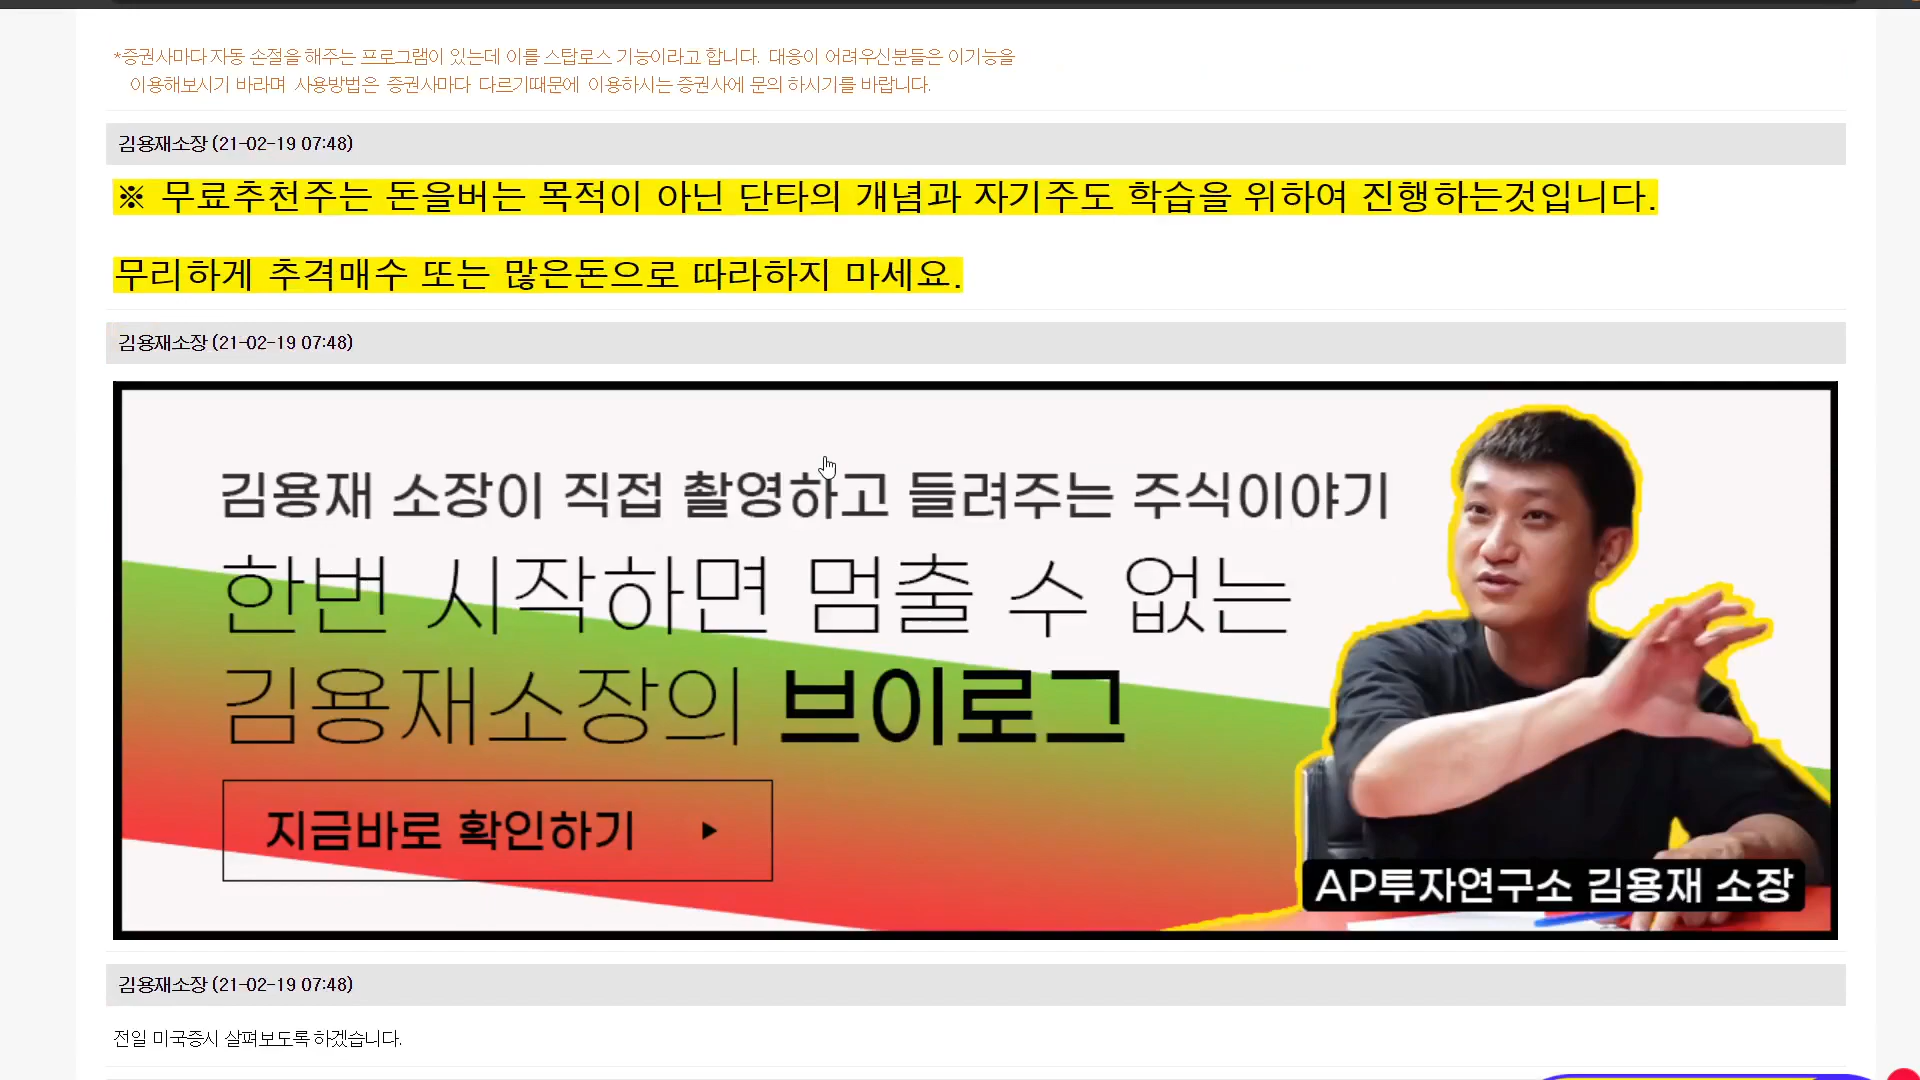 *증권사마다 자동 손절을 해주는 프로그램이 있는데 이를 스탑로스 기능이라고 합니다. 대응이 어려우신분들은 이기능을
이용해보시기 바라며 사용방법은 증권사마다 다르기때문에 이용하시는 증권사에 문의 하시기를 바랍니다.
김용재소장 (21-02-19 07:48)
※ 무료추천주는 돈을버는 목적이 아닌 단타의 개념과 자기주도 학습을 위하여 진행하는것입니다.
무리하게 추격매수 또는 많은돈으로 따라하지 마세요.
김용재소장 (21-02-19 07:48)
김용재 소장이 직접 촬영하고 들려주는 주식이야기
한번 시작하면 멈출 수 없는
김용재소장의 브이로그
지금바로 확인하기 ▶
AP투자연구소 김용재 소장
김용재소장 (21-02-19 07:48)
전일 미국증시 살펴보도록 하겠습니다.